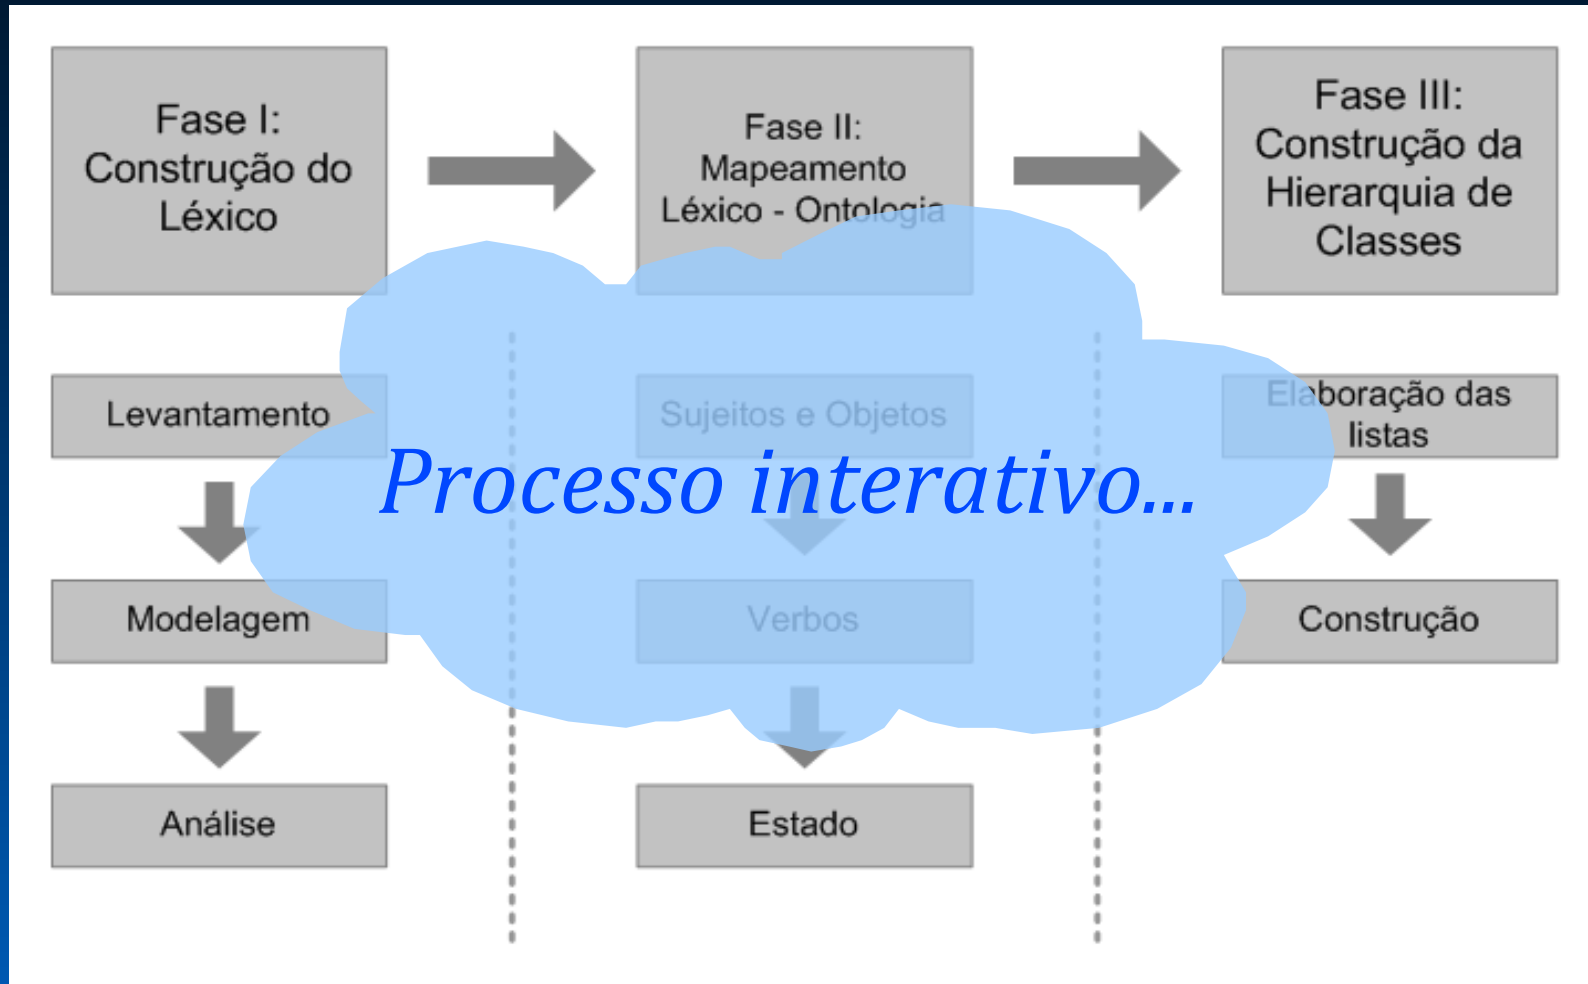 Fase I:
Construção do
Léxico
Fase II:
Mapeamento
Léxico - Ontologia
Fase III:
Construção da
Hierarquia de
Classes
Levantamento
Sujeitos e Objetos
Elaboração das
listas
Processo interativo...
Modelagem
Verbos
Construção
Análise
Estado